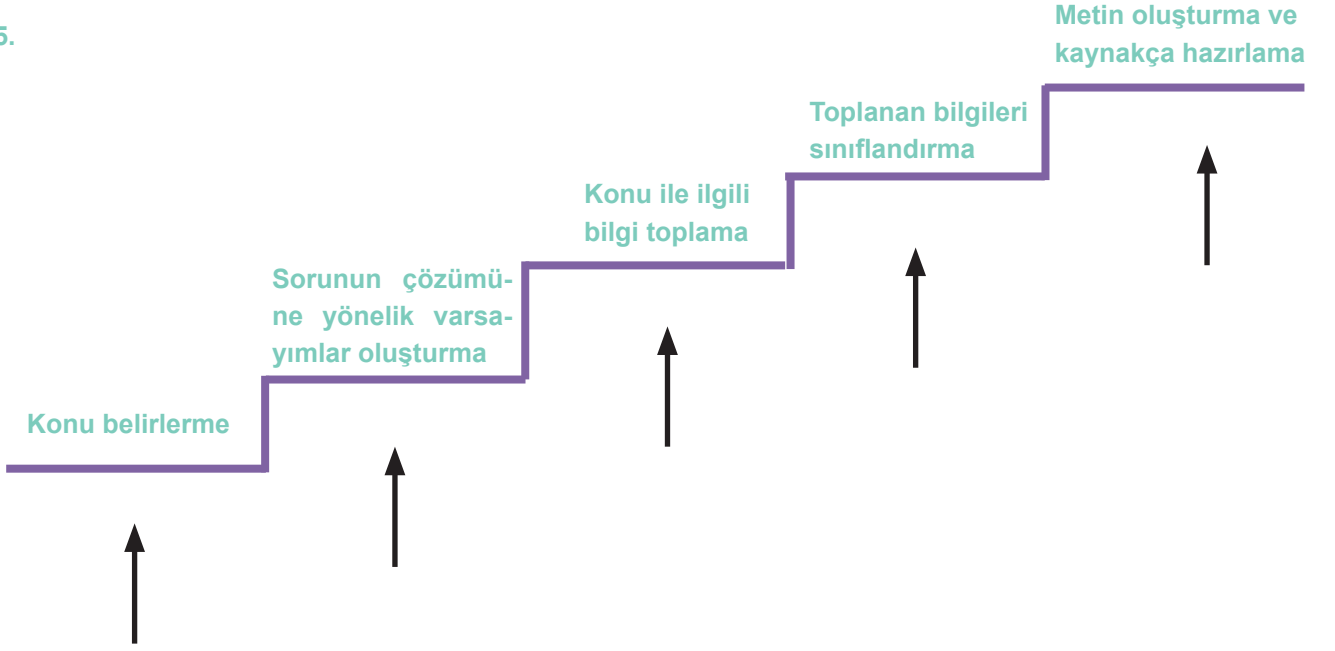 5.
Metin oluşturma ve
kaynakça hazırlama
Toplanan bilgileri
sınıflandırma
Konu ile ilgili
bilgi toplama
Sorunun çözümü-
ne yönelik varsa-
yımlar oluşturma
Konu belirlerme